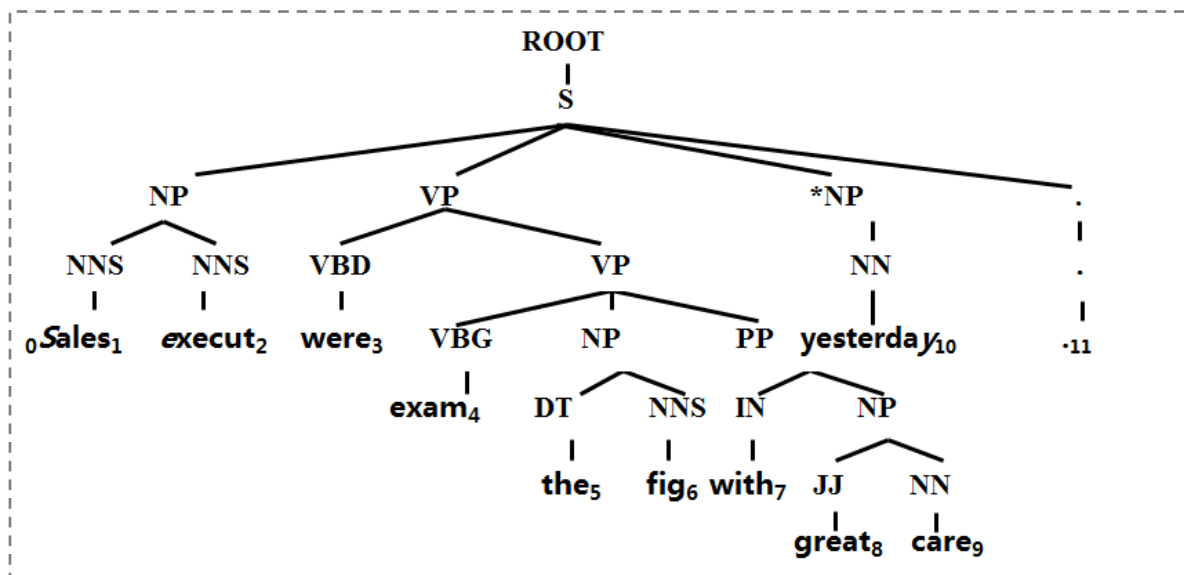 ROOT
S
NP VP *NP .
NNS NNS VBD VP NN .
₀Sales₁ execut₂ were₃ VBG NP PP yesterday₁₀ .₁₁
exam₄ DT NNS IN NP
the₅ fig₆ with₇ JJ NN
great₈ care₉